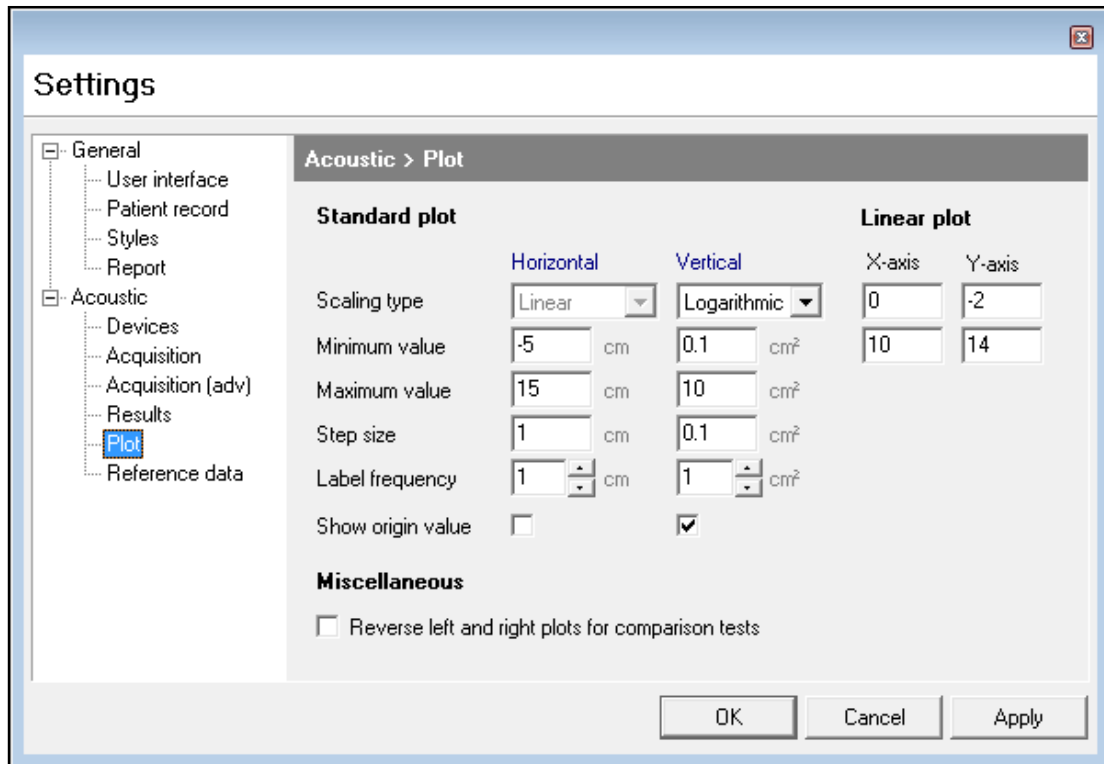 Settings
General
User interface
Patient record
Styles
Report
Acoustic
Devices
Acquisition
Acquisition (adv)
Results
Plot
Reference data
Acoustic > Plot
Standard plot Linear plot
Horizontal Vertical X-axis Y-axis
Scaling type Linear Logarithmic 0 -2
Minimum value -5 cm 0.1 cm² 10 14
Maximum value 15 cm 10 cm²
Step size 1 cm 0.1 cm²
Label frequency 1 cm 1 cm²
Show origin value
Miscellaneous
Reverse left and right plots for comparison tests
OK Cancel Apply